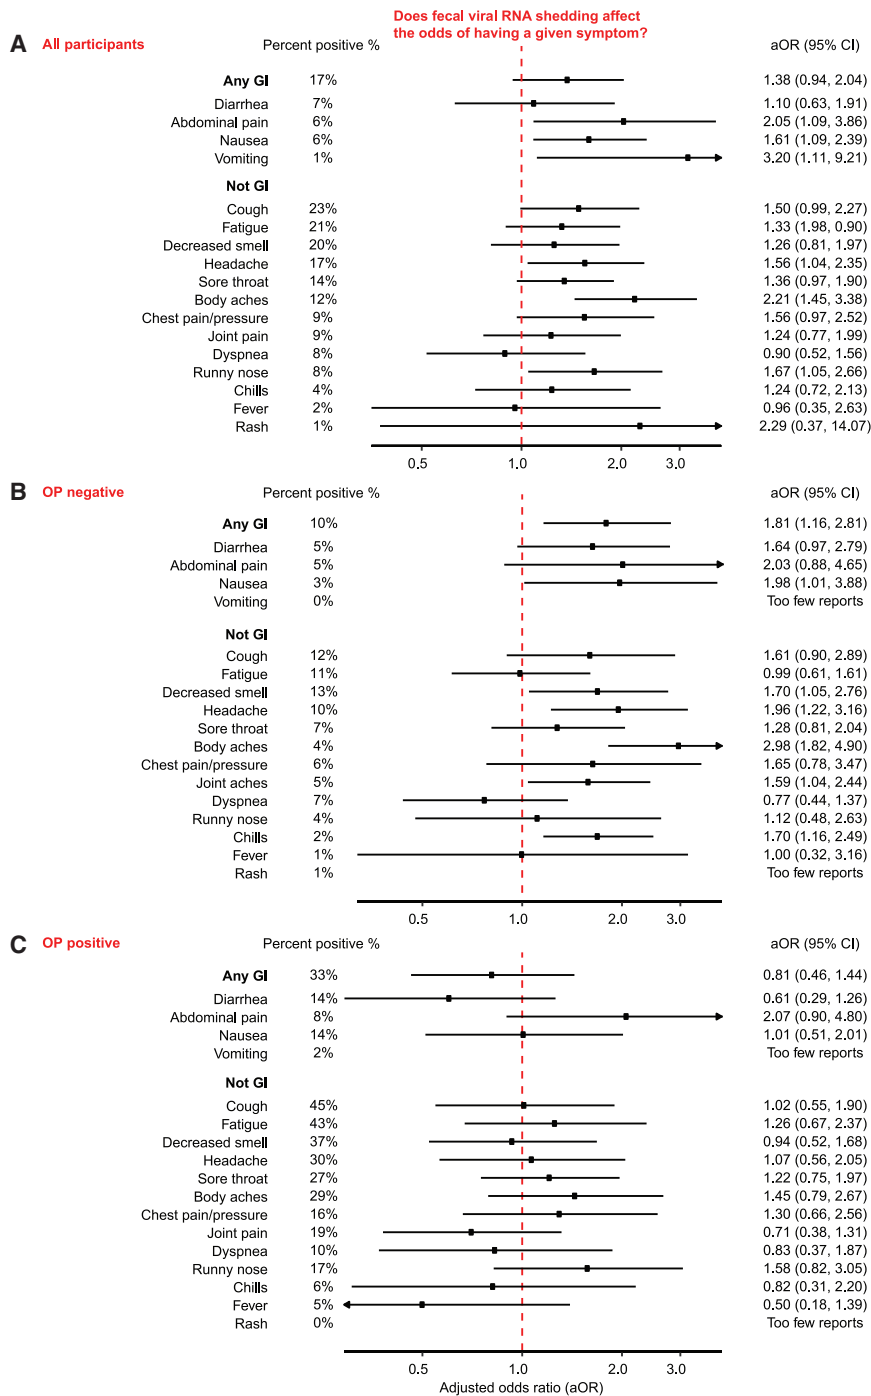 Does fecal viral RNA shedding affect
the odds of having a given symptom?
A All participants Percent positive % aOR (95% CI)
Any GI 17% 1.38 (0.94, 2.04)
Diarrhea 7% 1.10 (0.63, 1.91)
Abdominal pain 6% 2.05 (1.09, 3.86)
Nausea 6% 1.61 (1.09, 2.39)
Vomiting 1% 3.20 (1.11, 9.21)
Not GI
Cough 23% 1.50 (0.99, 2.27)
Fatigue 21% 1.33 (1.98, 0.90)
Decreased smell 20% 1.26 (0.81, 1.97)
Headache 17% 1.56 (1.04, 2.35)
Sore throat 14% 1.36 (0.97, 1.90)
Body aches 12% 2.21 (1.45, 3.38)
Chest pain/pressure 9% 1.56 (0.97, 2.52)
Joint pain 9% 1.24 (0.77, 1.99)
Dyspnea 8% 0.90 (0.52, 1.56)
Runny nose 8% 1.67 (1.05, 2.66)
Chills 4% 1.24 (0.72, 2.13)
Fever 2% 0.96 (0.35, 2.63)
Rash 1% 2.29 (0.37, 14.07)
0.5 1.0 2.0 3.0
B OP negative Percent positive % aOR (95% CI)
Any GI 10% 1.81 (1.16, 2.81)
Diarrhea 5% 1.64 (0.97, 2.79)
Abdominal pain 5% 2.03 (0.88, 4.65)
Nausea 3% 1.98 (1.01, 3.88)
Vomiting 0% Too few reports
Not GI
Cough 12% 1.61 (0.90, 2.89)
Fatigue 11% 0.99 (0.61, 1.61)
Decreased smell 13% 1.70 (1.05, 2.76)
Headache 10% 1.96 (1.22, 3.16)
Sore throat 7% 1.28 (0.81, 2.04)
Body aches 4% 2.98 (1.82, 4.90)
Chest pain/pressure 6% 1.65 (0.78, 3.47)
Joint aches 5% 1.59 (1.04, 2.44)
Dyspnea 7% 0.77 (0.44, 1.37)
Runny nose 4% 1.12 (0.48, 2.63)
Chills 2% 1.70 (1.16, 2.49)
Fever 1% 1.00 (0.32, 3.16)
Rash 1% Too few reports
0.5 1.0 2.0 3.0
C OP positive Percent positive % aOR (95% CI)
Any GI 33% 0.81 (0.46, 1.44)
Diarrhea 14% 0.61 (0.29, 1.26)
Abdominal pain 8% 2.07 (0.90, 4.80)
Nausea 14% 1.01 (0.51, 2.01)
Vomiting 2% Too few reports
Not GI
Cough 45% 1.02 (0.55, 1.90)
Fatigue 43% 1.26 (0.67, 2.37)
Decreased smell 37% 0.94 (0.52, 1.68)
Headache 30% 1.07 (0.56, 2.05)
Sore throat 27% 1.22 (0.75, 1.97)
Body aches 29% 1.45 (0.79, 2.67)
Chest pain/pressure 16% 1.30 (0.66, 2.56)
Joint pain 19% 0.71 (0.38, 1.31)
Dyspnea 10% 0.83 (0.37, 1.87)
Runny nose 17% 1.58 (0.82, 3.05)
Chills 6% 0.82 (0.31, 2.20)
Fever 5% 0.50 (0.18, 1.39)
Rash 0% Too few reports
0.5 1.0 2.0 3.0
Adjusted odds ratio (aOR)